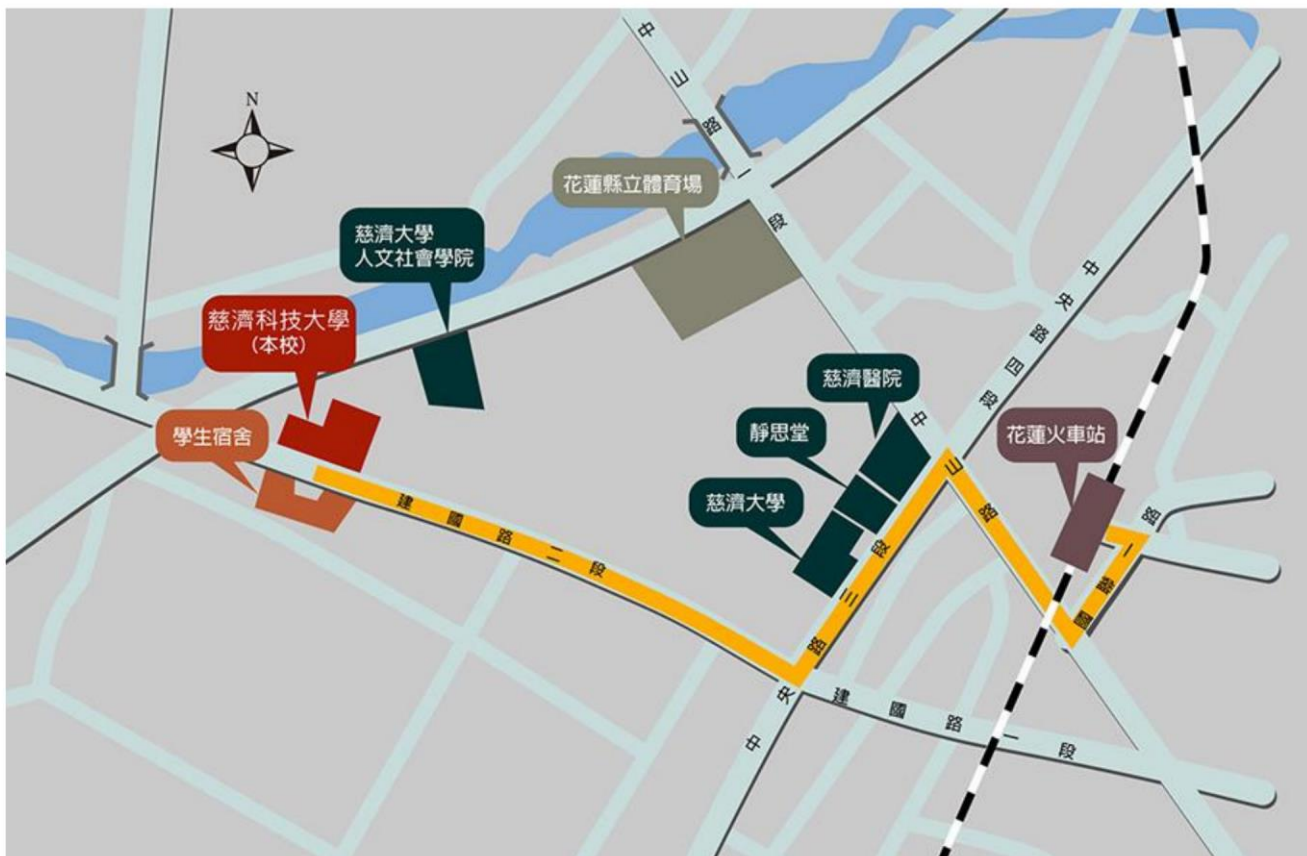 中山路一段
N
花蓮縣立體育場
慈濟大學
人文社會學院
慈濟科技大學
(本校)
學生宿舍
慈濟醫院
靜思堂
慈濟大學
花蓮火車站
中央路四段
中山路
國聯一路
建國路二段
中央路三段
建國路一段